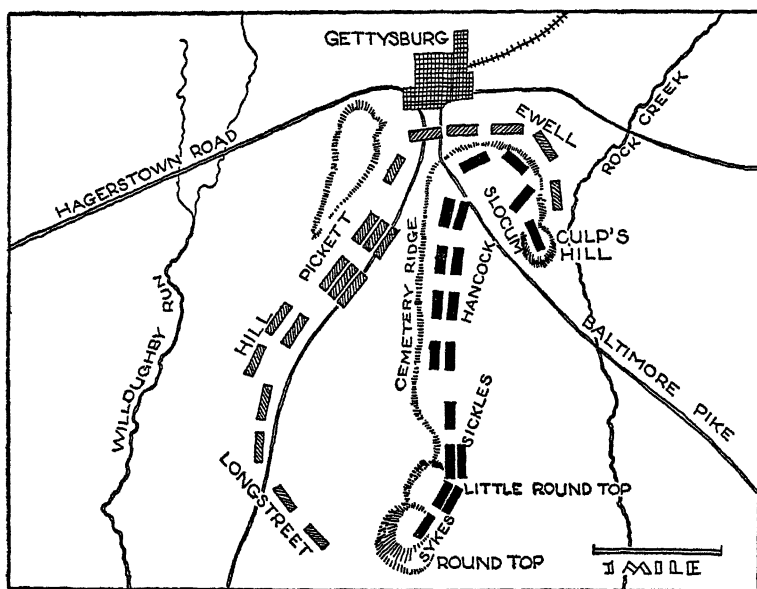 GETTYSBURG
EWELL
ROCK CREEK
HAGERSTOWN ROAD
SLOCUM
CULP'S
HILL
PICKETT
CEMETERY RIDGE
HANCOCK
WILLOUGHBY RUN
HILL
BALTIMORE PIKE
SICKLES
LONGSTREET
LITTLE ROUND TOP
SYKES
ROUND TOP
1 MILE